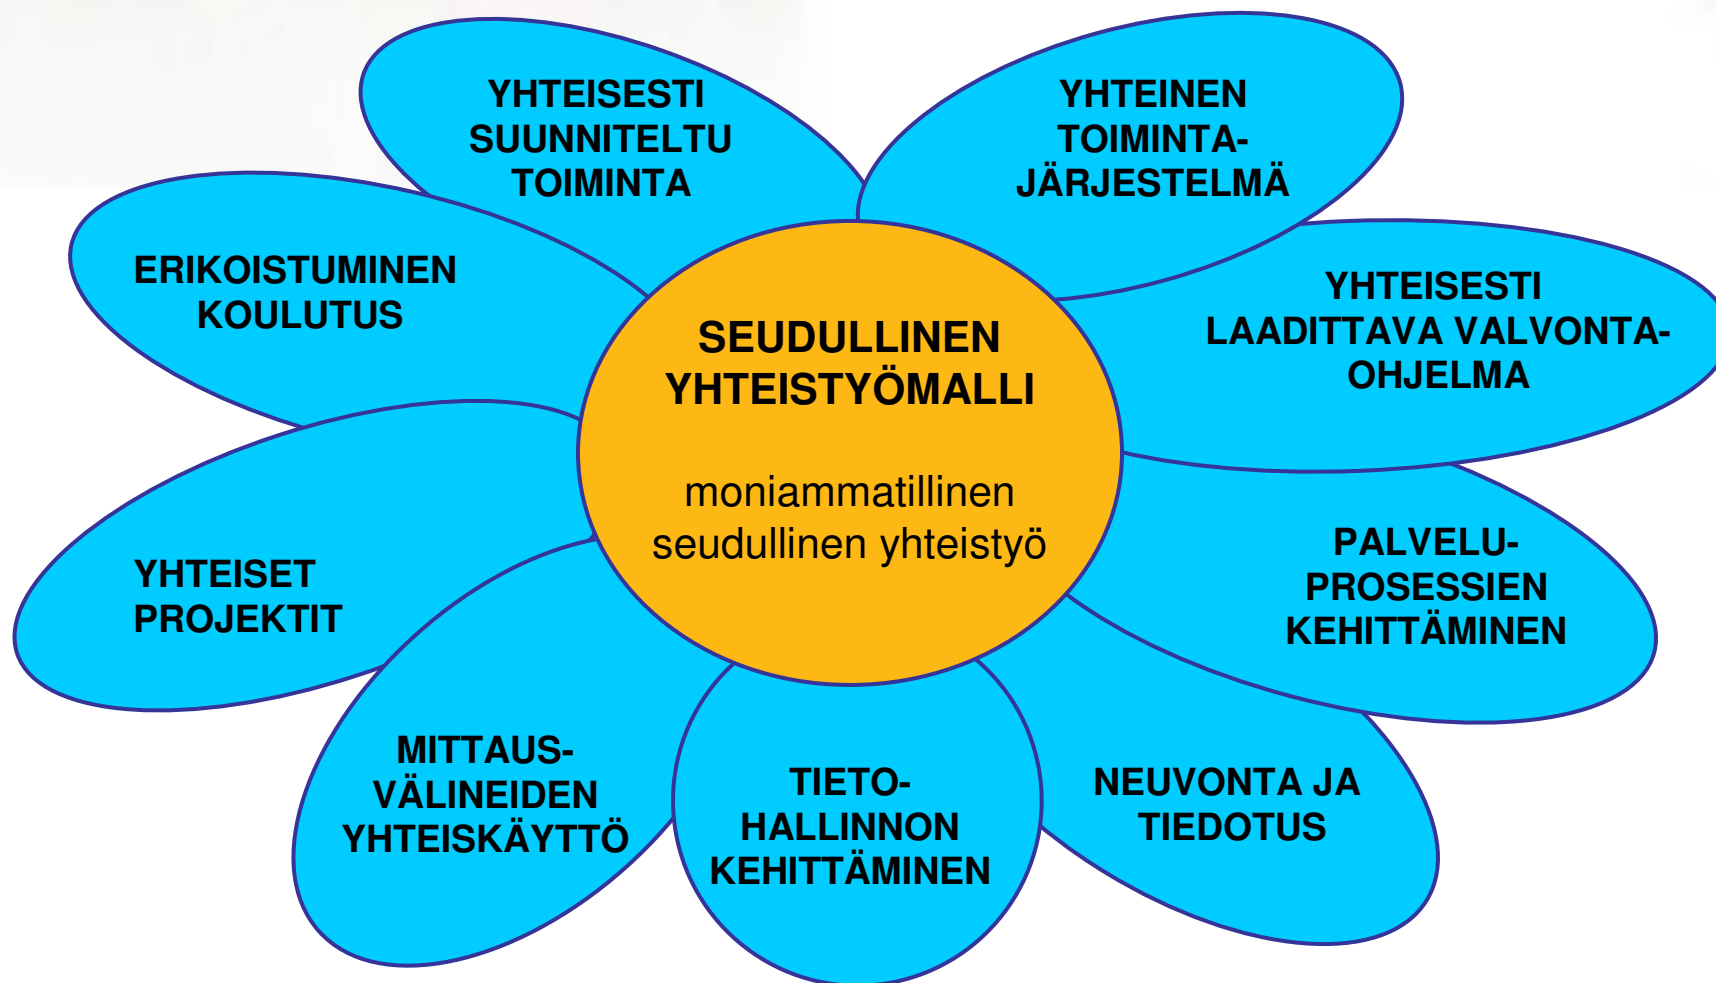 YHTEISESTI
SUUNNITELTU
TOIMINTA
YHTEINEN
TOIMINTA-
JÄRJESTELMÄ
ERIKOISTUMINEN
KOULUTUS
YHTEISESTI
LAADITTAVA VALVONTA-
OHJELMA
SEUDULLINEN
YHTEISTYÖMALLI
moniammatillinen
seudullinen yhteistyö
YHTEISET
PROJEKTIT
PALVELU-
PROSESSIEN
KEHITTÄMINEN
MITTAUS-
VÄLINEIDEN
YHTEISKÄYTTÖ
TIETO-
HALLINNON
KEHITTÄMINEN
NEUVONTA JA
TIEDOTUS